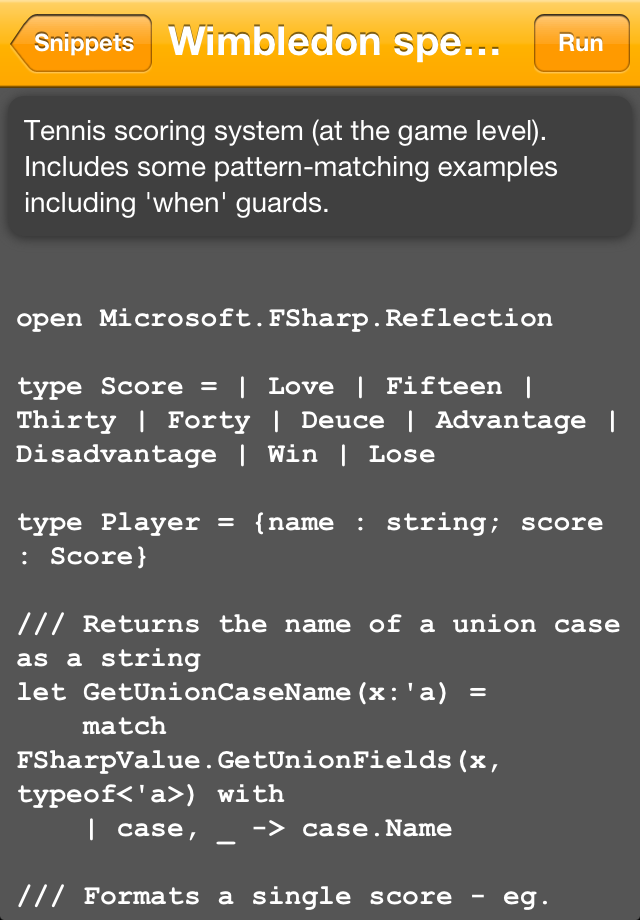 Snippets
Wimbledon spe...
Run
Tennis scoring system (at the game level).
Includes some pattern-matching examples
including 'when' guards.
open Microsoft.FSharp.Reflection
type Score = | Love | Fifteen |
Thirty | Forty | Deuce | Advantage |
Disadvantage | Win | Lose
type Player = {name : string; score
: Score}
/// Returns the name of a union case
as a string
let GetUnionCaseName(x:'a) =
    match
FSharpValue.GetUnionFields(x,
typeof<'a>) with
    | case, _ -> case.Name
/// Formats a single score - eg.